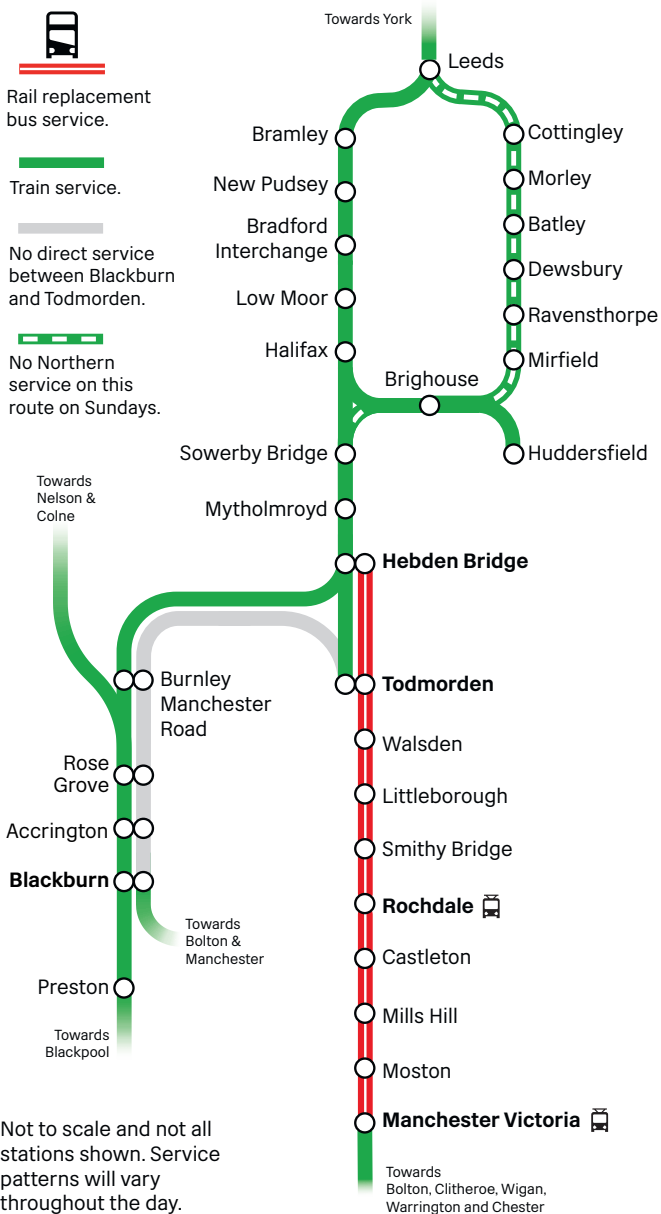 Towards York
Leeds
Rail replacement
bus service.
Train service.
No direct service
between Blackburn
and Todmorden.
No Northern
service on this
route on Sundays.
Bramley
New Pudsey
Bradford
Interchange
Low Moor
Halifax
Cottingley
Morley
Batley
Dewsbury
Ravensthorpe
Mirfield
Brighouse
Huddersfield
Sowerby Bridge
Mytholmroyd
Hebden Bridge
Towards
Nelson &
Colne
Burnley
Manchester
Road
Rose
Grove
Accrington
Blackburn
Towards
Bolton &
Manchester
Preston
Towards
Blackpool
Todmorden
Walsden
Littleborough
Smithy Bridge
Rochdale
Castleton
Mills Hill
Moston
Manchester Victoria
Towards
Bolton, Clitheroe, Wigan,
Warrington and Chester
Not to scale and not all
stations shown. Service
patterns will vary
throughout the day.